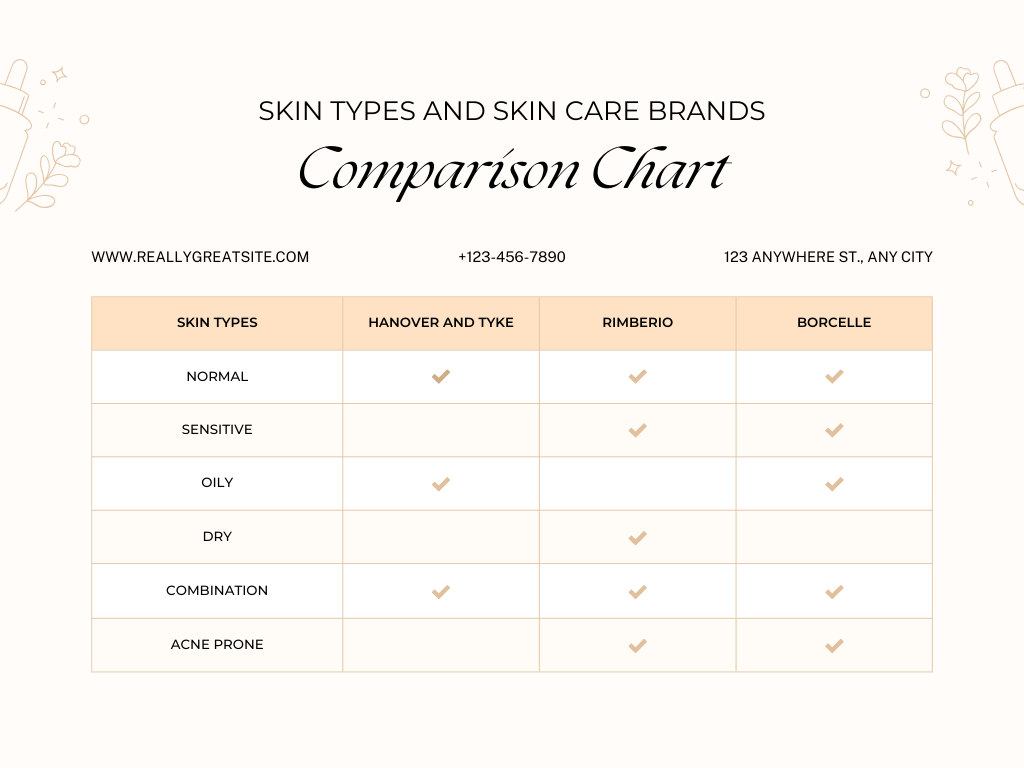 SKIN TYPES AND SKIN CARE BRANDS
Comparison Chart
WWW.REALLYGREATSITE.COM +123-456-7890 123 ANYWHERE ST., ANY CITY
SKIN TYPES HANOVER AND TYKE RIMBERIO BORCELLE
NORMAL ✔ ✔ ✔
SENSITIVE ✔ ✔
OILY ✔ ✔
DRY ✔
COMBINATION ✔ ✔ ✔
ACNE PRONE ✔ ✔